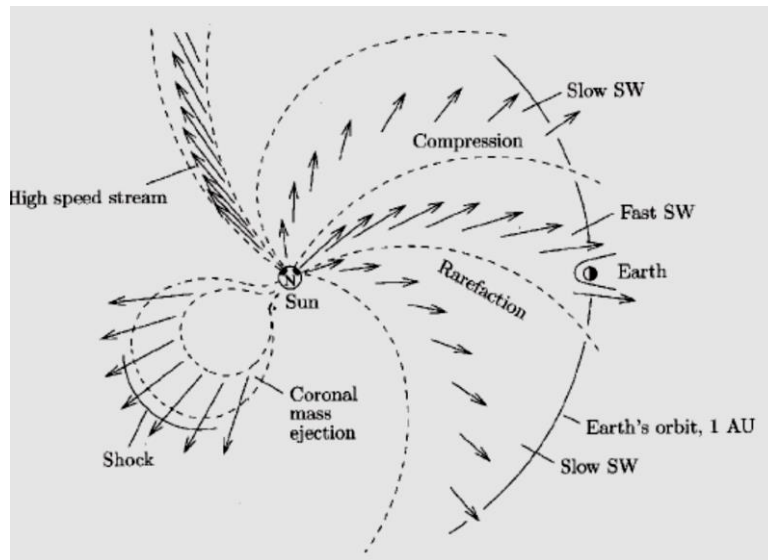 Slow SW
Compression
High speed stream
Fast SW
Earth
N
Sun
Rarefaction
Coronal
mass
ejection
Shock
Earth's orbit, 1 AU
Slow SW